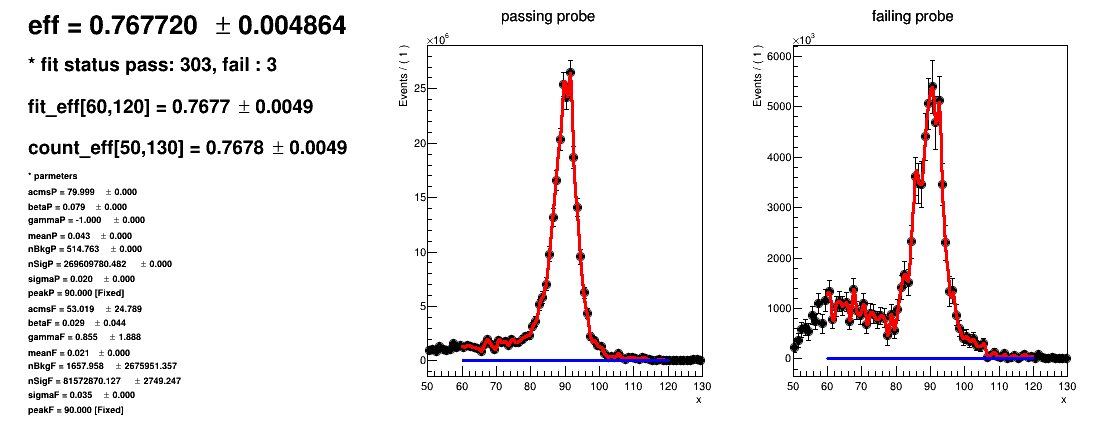 eff = 0.767720 ± 0.004864
* fit status pass: 303, fail : 3
fit_eff[60,120] = 0.7677 ± 0.0049
count_eff[50,130] = 0.7678 ± 0.0049
* parmeters
acmsP = 79.999 ± 0.000
betaP = 0.079 ± 0.000
gammaP = -1.000 ± 0.000
meanP = 0.043 ± 0.000
nBkgP = 514.763 ± 0.000
nSigP = 269609780.482 ± 0.000
sigmaP = 0.020 ± 0.000
peakP = 90.000 [Fixed]
acmsF = 53.019 ± 24.789
betaF = 0.029 ± 0.044
gammaF = 0.855 ± 1.888
meanF = 0.021 ± 0.000
nBkgF = 1657.958 ± 2675951.357
nSigF = 81572870.127 ± 2749.247
sigmaF = 0.035 ± 0.000
peakF = 90.000 [Fixed]
passing probe
×10⁶
Events / ( 1 )
25
20
15
10
5
0
50 60 70 80 90 100 110 120 130
x
failing probe
×10³
Events / ( 1 )
6000
5000
4000
3000
2000
1000
0
50 60 70 80 90 100 110 120 130
x